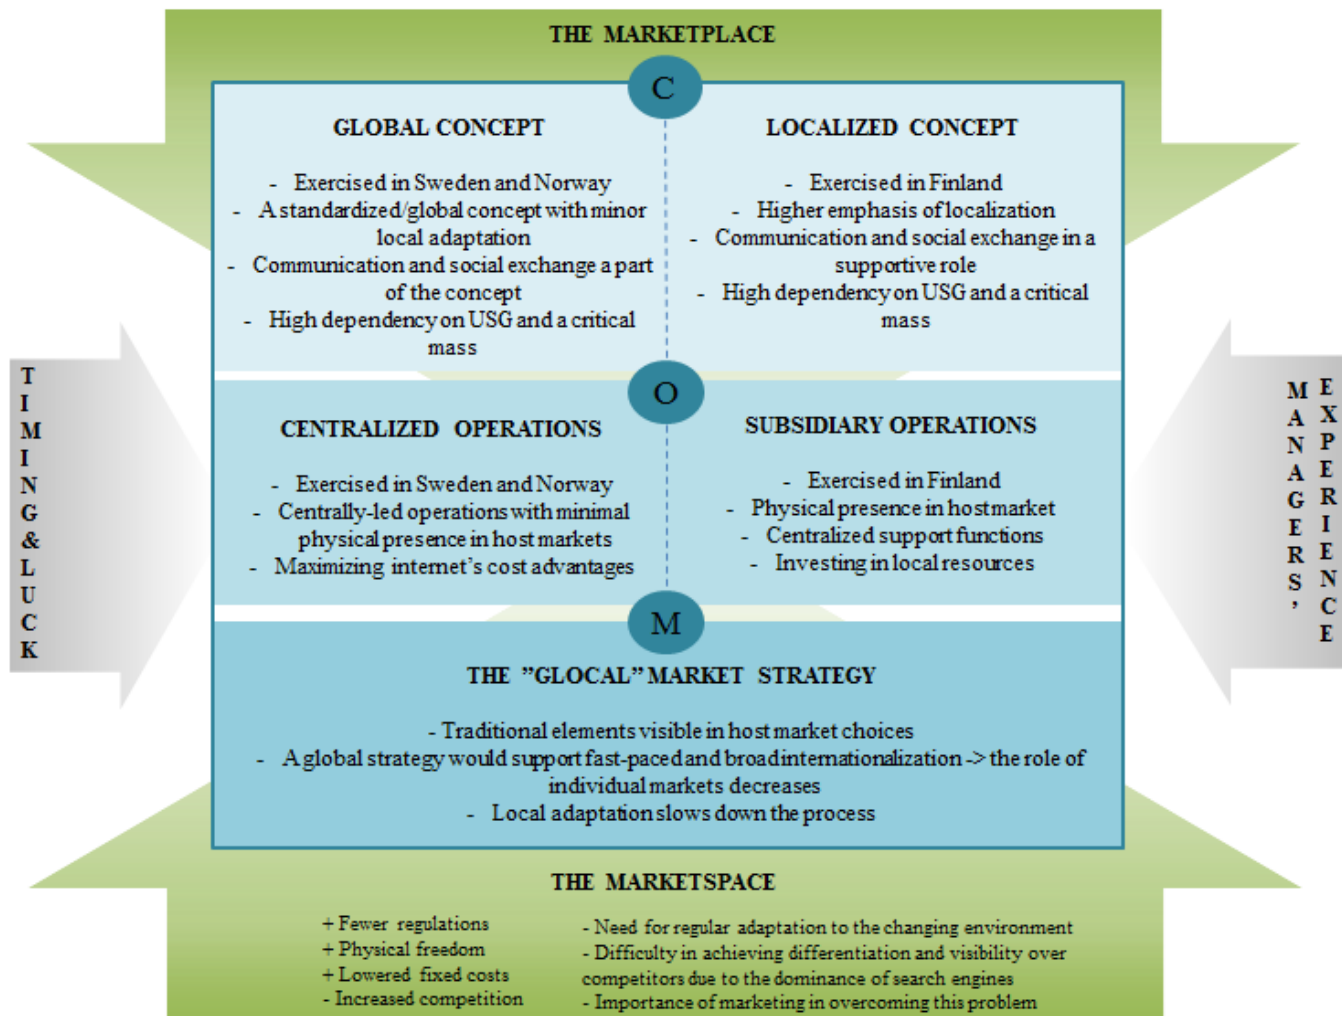 THE MARKETPLACE
C
GLOBAL CONCEPT
- Exercised in Sweden and Norway
- A standardized/global concept with minor
local adaptation
- Communication and social exchange a part
of the concept
- High dependency on USG and a critical
mass
LOCALIZED CONCEPT
- Exercised in Finland
- Higher emphasis of localization
- Communication and social exchange in a
supportive role
- High dependency on USG and a critical
mass
TIMING&LUCK
O
CENTRALIZED OPERATIONS
- Exercised in Sweden and Norway
- Centrally-led operations with minimal
physical presence in host markets
- Maximizing internet's cost advantages
SUBSIDIARY OPERATIONS
- Exercised in Finland
- Physical presence in host market
- Centralized support functions
- Investing in local resources
MANAGERS'
EXPERIENCE
M
THE ”GLOCAL” MARKET STRATEGY
- Traditional elements visible in host market choices
- A global strategy would support fast-paced and broad internationalization -> the role of
individual markets decreases
- Local adaptation slows down the process
THE MARKETSPACE
+ Fewer regulations
+ Physical freedom
+ Lowered fixed costs
- Increased competition
- Need for regular adaptation to the changing environment
- Difficulty in achieving differentiation and visibility over
competitors due to the dominance of search engines
- Importance of marketing in overcoming this problem